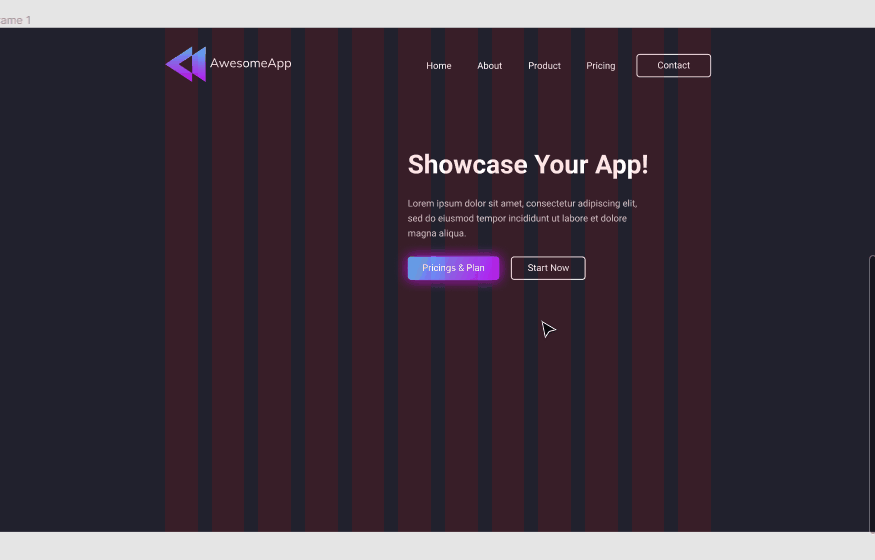 ame 1
AwesomeApp
Home
About
Product
Pricing
Contact
Showcase Your App!
Lorem ipsum dolor sit amet, consectetur adipiscing elit,
sed do eiusmod tempor incididunt ut labore et dolore
magna aliqua.
Pricings & Plan
Start Now